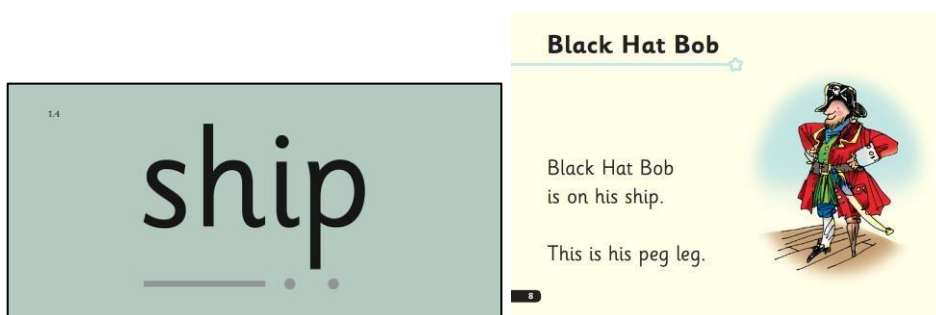 1.4
ship
Black Hat Bob
Black Hat Bob
is on his ship.
This is his peg leg.
8